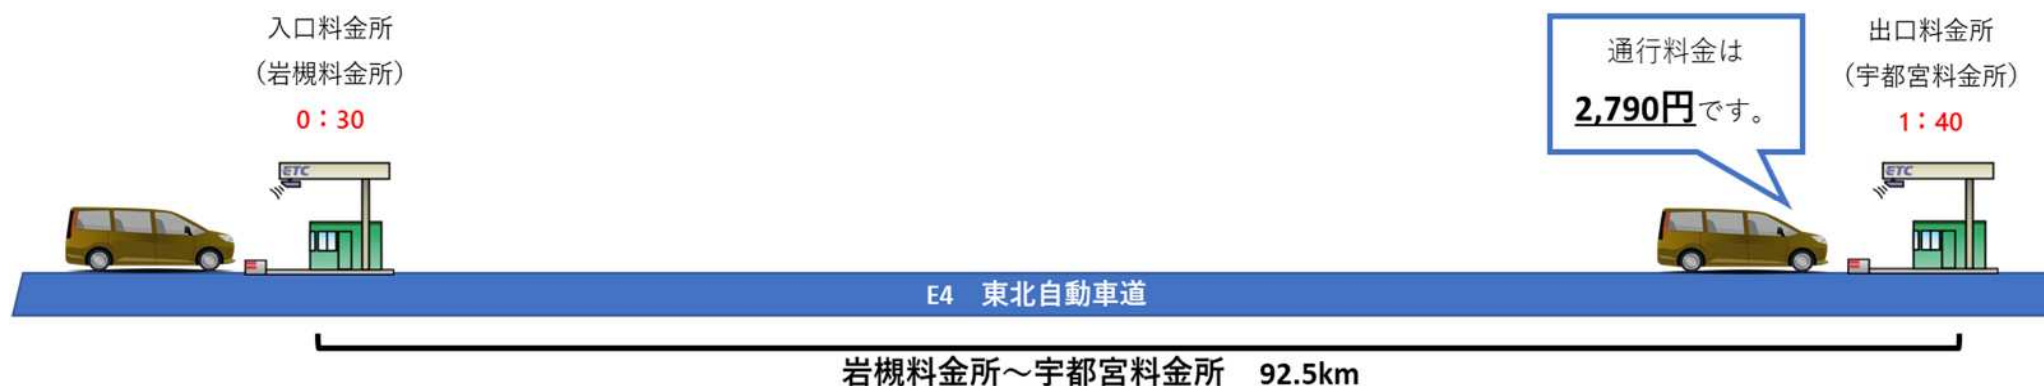 入口料金所
（岩槻料金所）
0：30
通行料金は
2,790円です。
出口料金所
（宇都宮料金所）
1：40
ETC
ETC
E4　東北自動車道
岩槻料金所～宇都宮料金所　92.5km